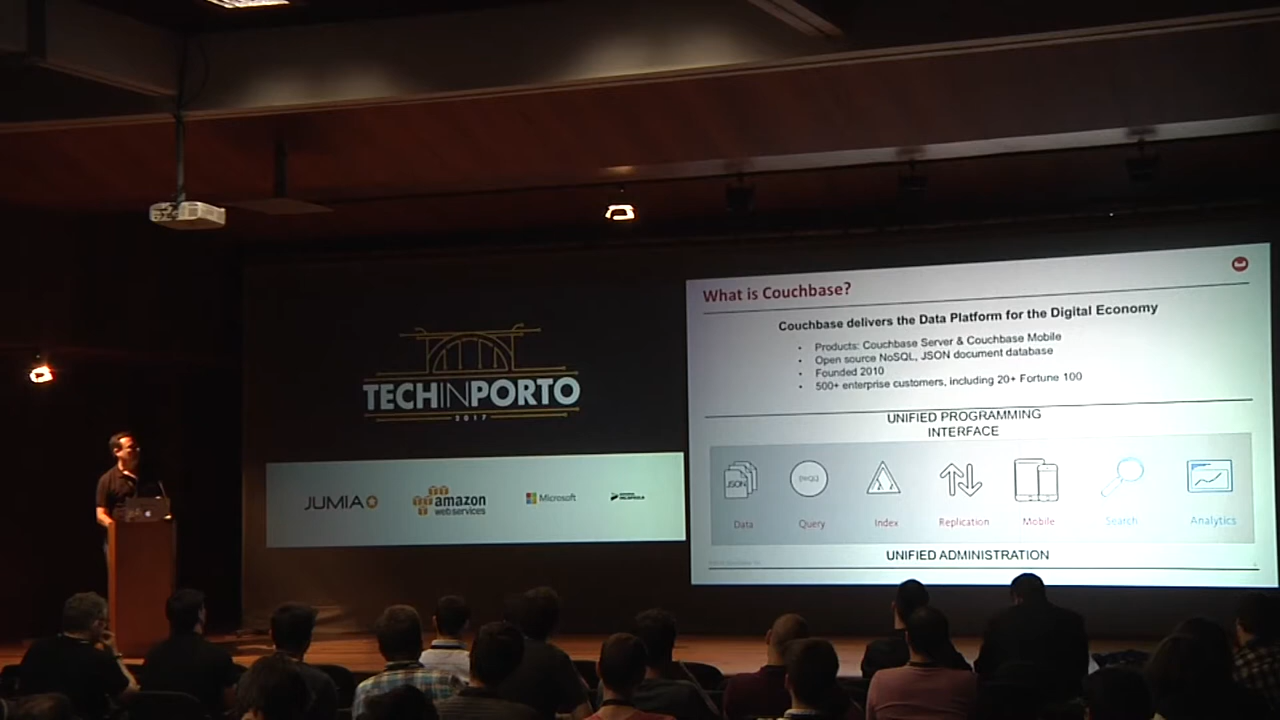 TECHINPORTO
2017
JUMIA
amazon
webservices
Microsoft
What is Couchbase?
Couchbase delivers the Data Platform for the Digital Economy
• Products: Couchbase Server & Couchbase Mobile
• Open source NoSQL, JSON document database
• Founded 2010
• 500+ enterprise customers, including 20+ Fortune 100
UNIFIED PROGRAMMING
INTERFACE
JSON
Data
Query
Index
Replication
Mobile
Search
Analytics
UNIFIED ADMINISTRATION